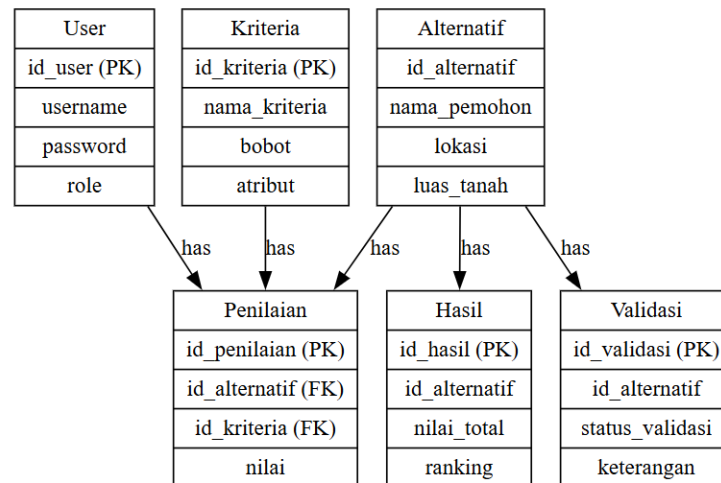 User
id_user (PK)
username
password
role
Kriteria
id_kriteria (PK)
nama_kriteria
bobot
atribut
Alternatif
id_alternatif
nama_pemohon
lokasi
luas_tanah
has
has
has
has
has
Penilaian
id_penilaian (PK)
id_alternatif (FK)
id_kriteria (FK)
nilai
Hasil
id_hasil (PK)
id_alternatif
nilai_total
ranking
Validasi
id_validasi (PK)
id_alternatif
status_validasi
keterangan